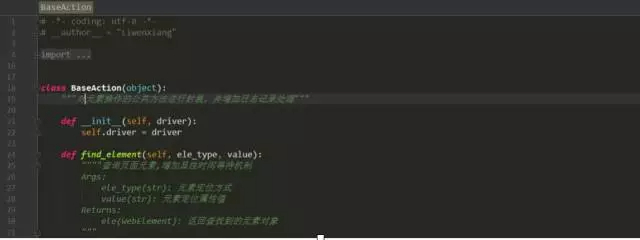 BaseAction
# -*- coding: utf-8 -*-
# __author__ = "liwenxiang"
import ...
class BaseAction(object):
"""对元素操作的公共方法进行封装，并增加日志记录处理"""
def __init__(self, driver):
self.driver = driver
def find_element(self, ele_type, value):
""""查询页面元素,增加显性时间等待机制
Args:
ele_type(str): 元素定位方式
value(str): 元素定位属性值
Returns:
ele(WebElement): 返回查找到的元素对象
"""